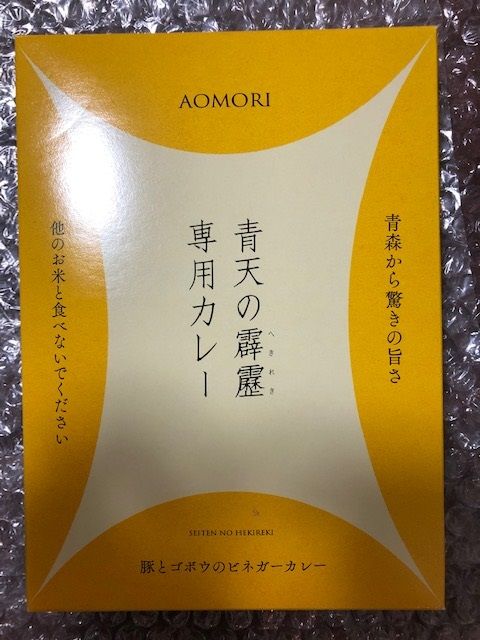 AOMORI
青森から驚きの旨さ
青天の霹靂
へきれき
専用カレー
他のお米と食べないでください
SEITEN NO HEKIREKI
豚とゴボウのビネガーカレー